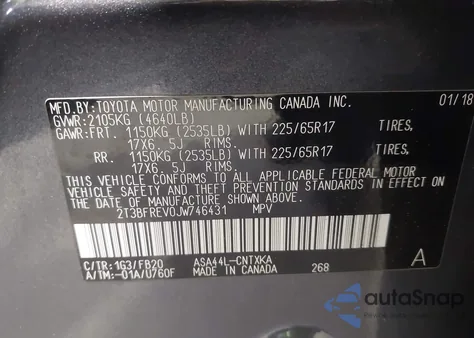 MFD.BY:TOYOTA MOTOR MANUFACTURING CANADA INC. 01/18
GVWR:2105KG (4640LB)
GAWR:FRT. 1150KG (2535LB) WITH 225/65R17 TIRES,
17X6. 5J RIMS.
RR. 1150KG (2535LB) WITH 225/65R17 TIRES,
17X6. 5J RIMS.
THIS VEHICLE CONFORMS TO ALL APPLICABLE FEDERAL MOTOR
VEHICLE SAFETY AND THEFT PREVENTION STANDARDS IN EFFECT ON
THE DATE OF MANUFACTURE SHOWN ABOVE.
2T3BFREV0JW746431 MPV
C/TR:1G3/FB20 ASA44L-CNTXKA A
A/TM:-01A/U760F MADE IN CANADA 268
autoSnap